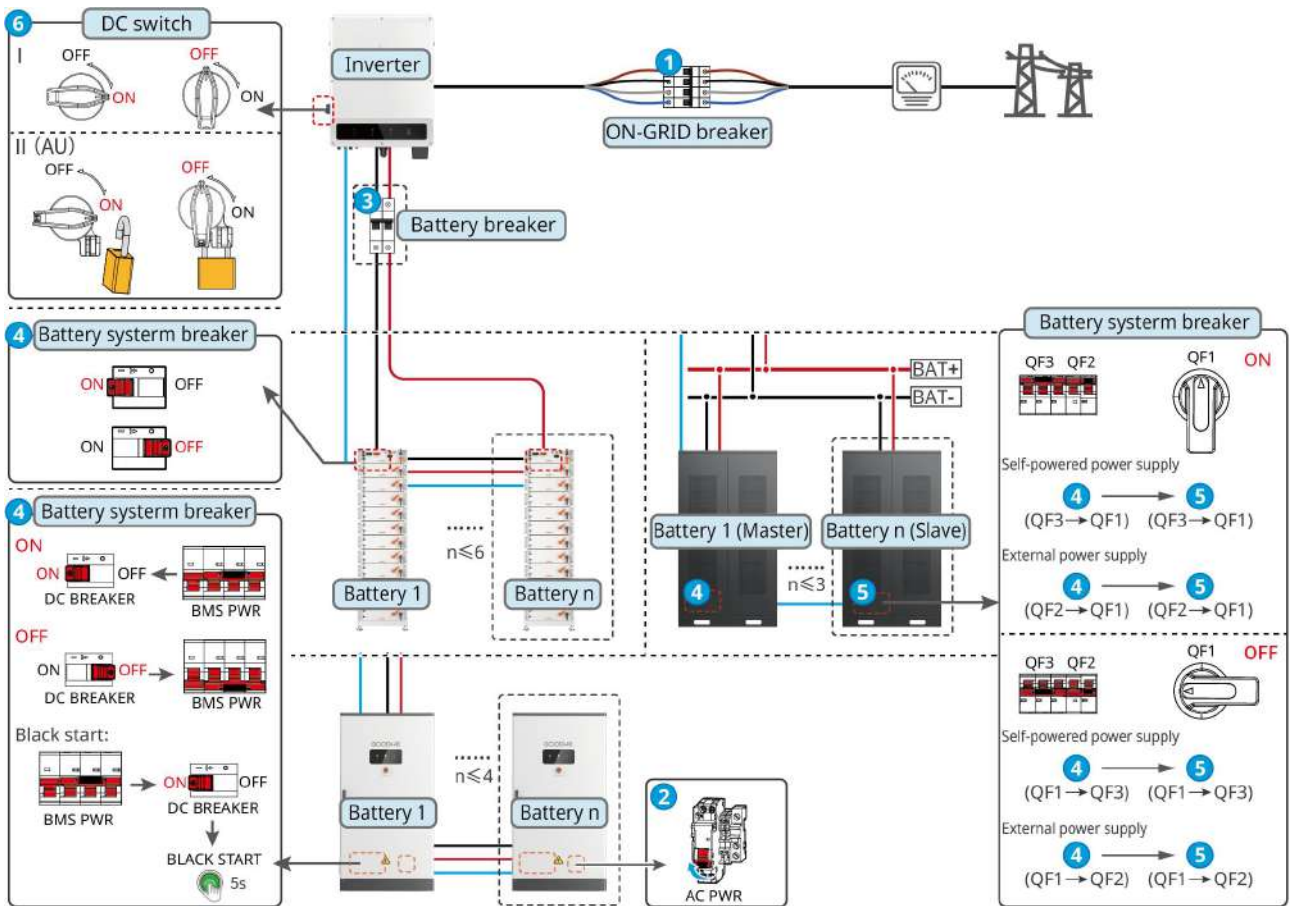 6 DC switch
I
OFF
ON
OFF
ON
II (AU)
OFF
ON
OFF
ON
Inverter
1
ON-GRID breaker
3
Battery breaker
4 Battery systerm breaker
ON OFF
ON OFF
4 Battery systerm breaker
ON
ON OFF
DC BREAKER
BMS PWR
OFF
ON OFF
DC BREAKER
BMS PWR
Black start:
BMS PWR
ON OFF
DC BREAKER
BLACK START
5s
Battery 1
......
n≤6
Battery n
BAT+
BAT-
Battery 1 (Master)
Battery n (Slave)
......
n≤3
4
5
GOODWE
Battery 1
......
n≤4
GOODWE
Battery n
2
AC PWR
Battery systerm breaker
QF3 QF2
QF1
ON
Self-powered power supply
4 → 5
(QF3→QF1) (QF3→QF1)
External power supply
4 → 5
(QF2→QF1) (QF2→QF1)
QF3 QF2
QF1
OFF
Self-powered power supply
4 → 5
(QF1→QF3) (QF1→QF3)
External power supply
4 → 5
(QF1→QF2) (QF1→QF2)